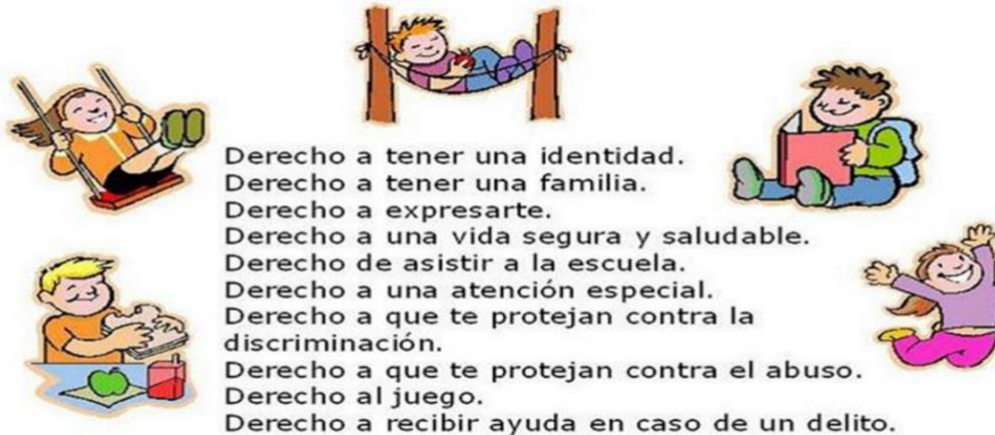 Derecho a tener una identidad.
Derecho a tener una familia.
Derecho a expresarte.
Derecho a una vida segura y saludable.
Derecho de asistir a la escuela.
Derecho a una atención especial.
Derecho a que te protejan contra la
discriminación.
Derecho a que te protejan contra el abuso.
Derecho al juego.
Derecho a recibir ayuda en caso de un delito.